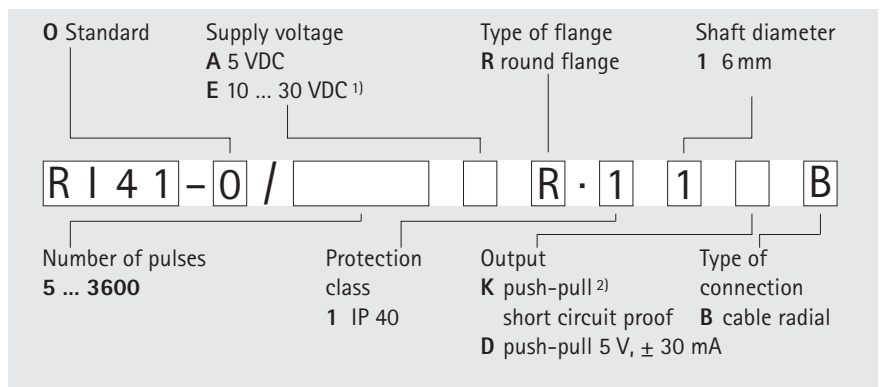 O Standard Supply voltage Type of flange Shaft diameter
A 5 VDC R round flange 1 6 mm
E 10 ... 30 VDC 1)
R I 4 1 - 0 / R · 1 1 B
Number of pulses Protection Output Type of
5 ... 3600 class K push-pull 2) connection
1 IP 40 short circuit proof B cable radial
D push-pull 5 V, ± 30 mA